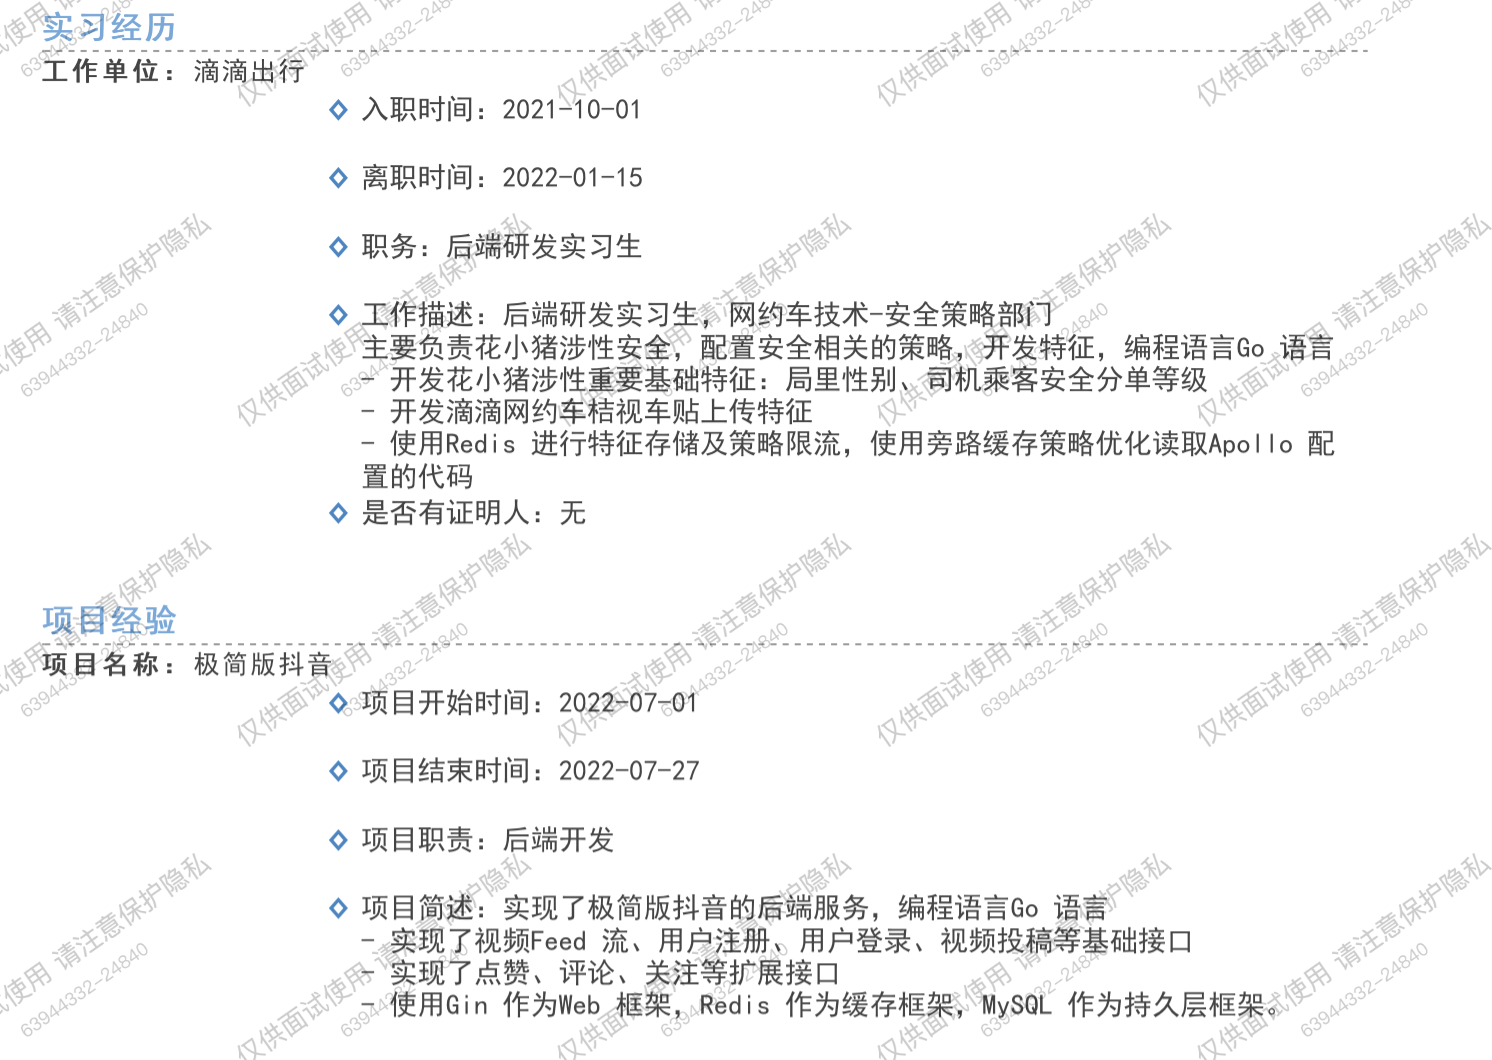 实习经历
工作单位：滴滴出行
入职时间：2021-10-01
离职时间：2022-01-15
职务：后端研发实习生
工作描述：后端研发实习生，网约车技术-安全策略部门
主要负责花小猪涉性安全，配置安全相关的策略，开发特征，编程语言Go 语言
- 开发花小猪涉性重要基础特征：局里性别、司机乘客安全分单等级
- 开发滴滴网约车桔视车贴上传特征
- 使用Redis 进行特征存储及策略限流，使用旁路缓存策略优化读取Apollo 配
置的代码
是否有证明人：无
项目经验
项目名称：极简版抖音
项目开始时间：2022-07-01
项目结束时间：2022-07-27
项目职责：后端开发
项目简述：实现了极简版抖音的后端服务，编程语言Go 语言
- 实现了视频Feed 流、用户注册、用户登录、视频投稿等基础接口
- 实现了点赞、评论、关注等扩展接口
- 使用Gin 作为Web 框架，Redis 作为缓存框架，MySQL 作为持久层框架。
仅供面试使用 请注意保护隐私
63944332-24840